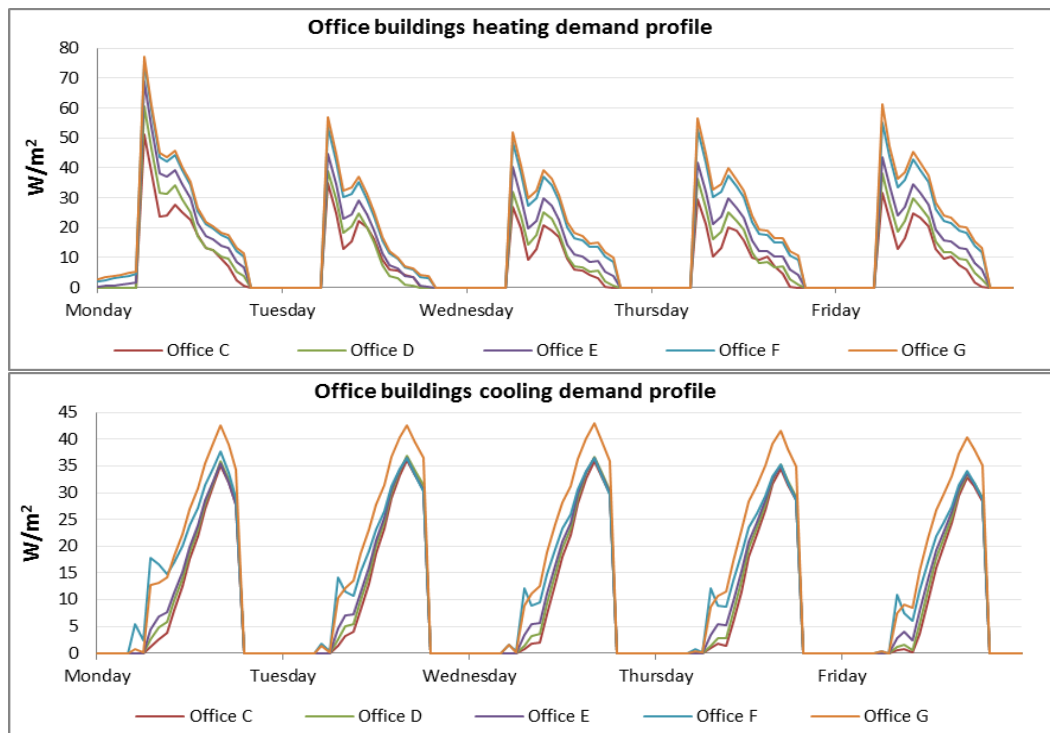 Office buildings heating demand profile
80
70
60
50
40
30
20
10
0
W/m²
Monday Tuesday Wednesday Thursday Friday
Office C Office D Office E Office F Office G
Office buildings cooling demand profile
45
40
35
30
25
20
15
10
5
0
W/m²
Monday Tuesday Wednesday Thursday Friday
Office C Office D Office E Office F Office G